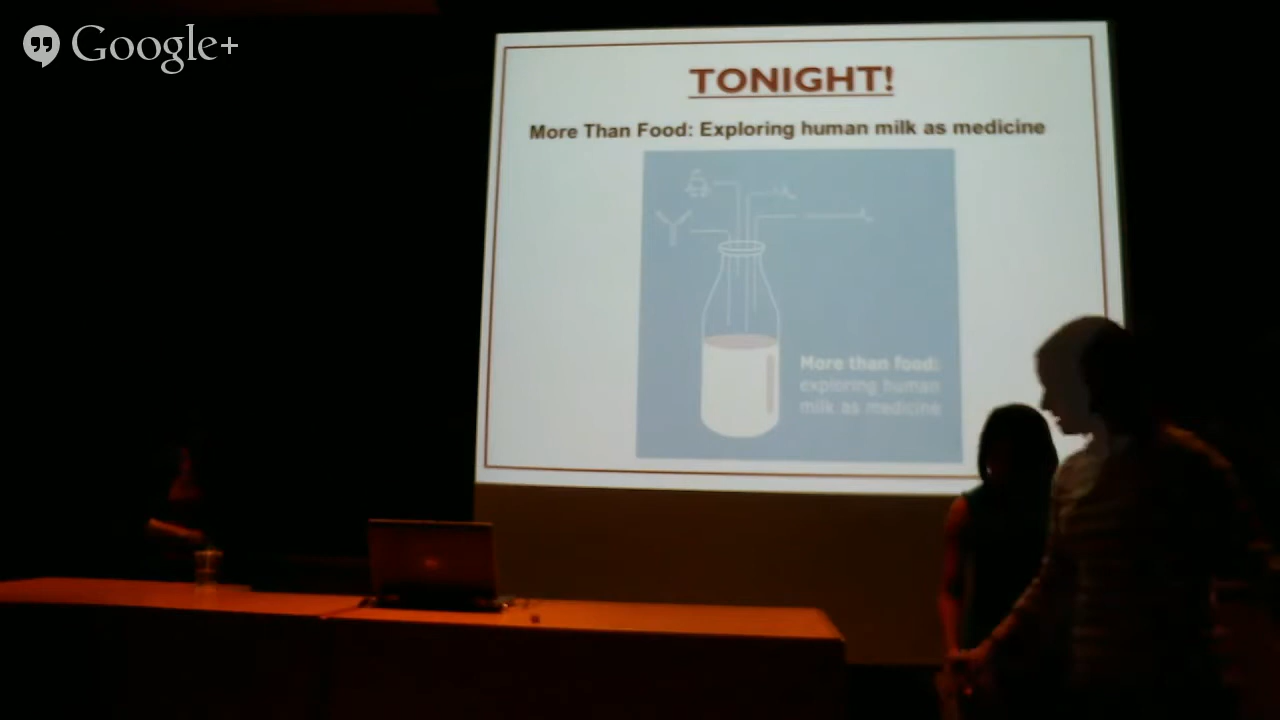 Google+
TONIGHT!
More Than Food: Exploring human milk as medicine
More than food:
exploring human
milk as medicine